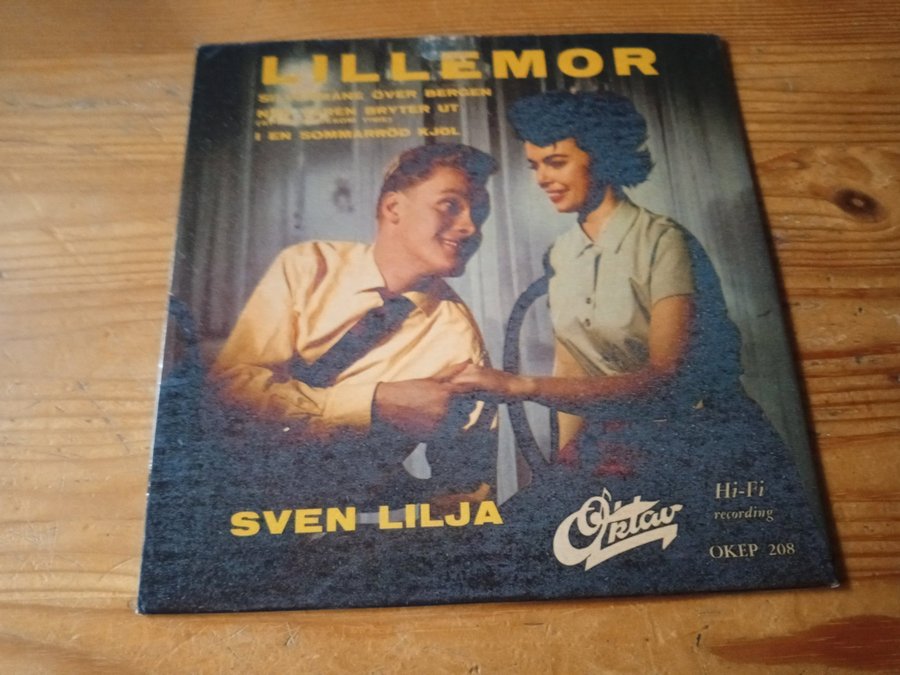 LILLEMOR
ÖVER BERGEN
BRYTER UT
I EN SOMMARRÖD KJOL
SVEN LILJA
Oktav
Hi-Fi
recording
OKEP 208